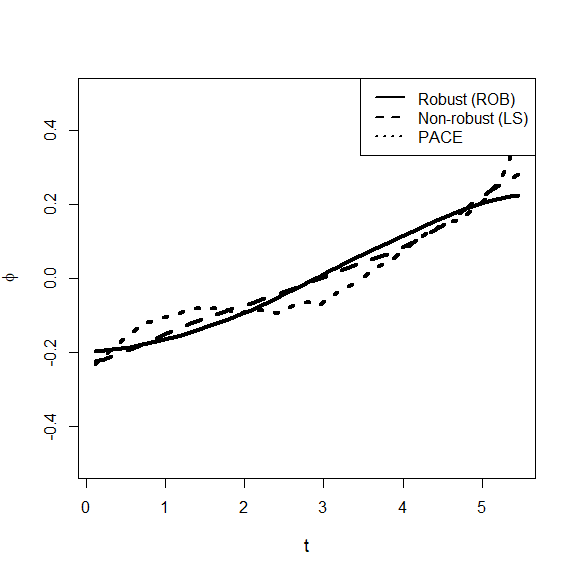 Robust (ROB)
Non-robust (LS)
PACE
0.4
0.2
0.0
-0.2
-0.4
ϕ
0 1 2 3 4 5
t